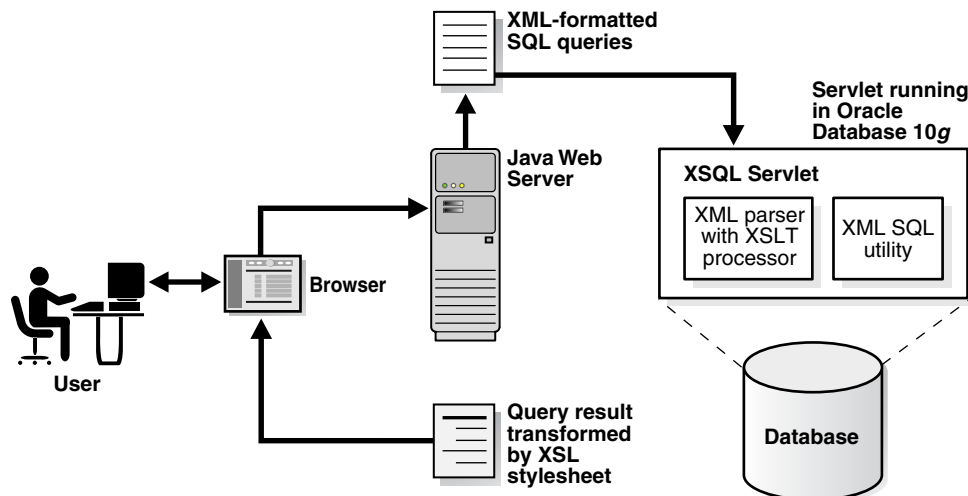 XML-formatted
SQL queries
Servlet running
in Oracle
Database 10g
Java Web
Server
XSQL Servlet
XML parser
with XSLT
processor
XML SQL
utility
Browser
User
Query result
transformed
by XSL
stylesheet
Database